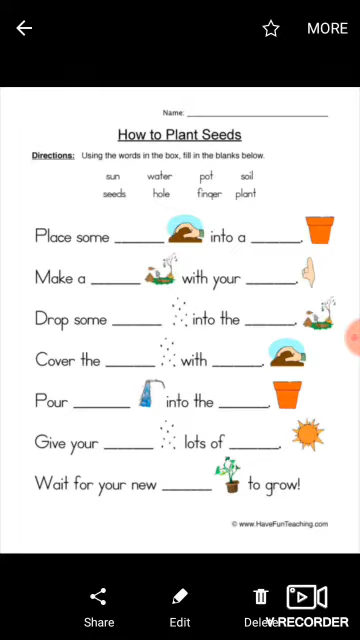 MORE
Name: ____________________
How to Plant Seeds
Directions: Using the words in the box, fill in the blanks below.
sun water pot soil
seeds hole finger plant
Place some ______ into a ______.
Make a ______ with your ______.
Drop some ______ into the ______.
Cover the ______ with ______.
Pour ______ into the ______.
Give your ______ lots of ______.
Wait for your new ______ to grow!
© www.HaveFunTeaching.com
Share Edit Delete V RECORDER